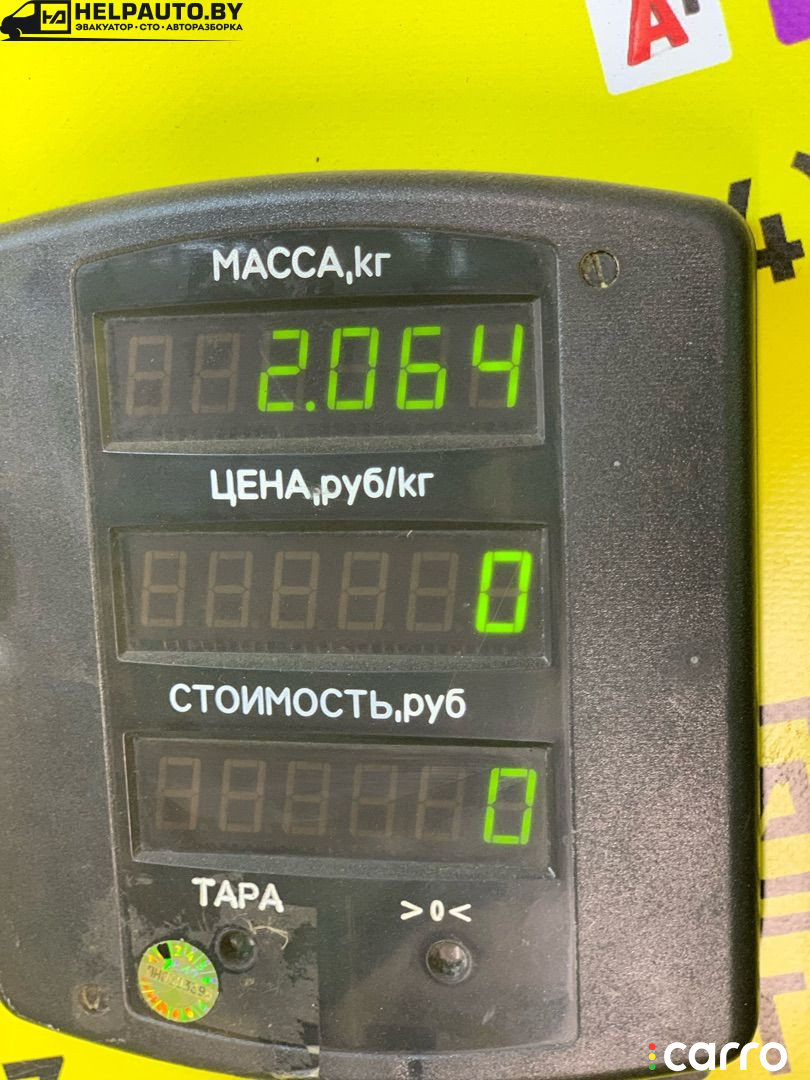 HELPAUTO.BY
ЭВАКУАТОР•СТО•АВТОРАЗБОРКА
МАССА,кг
2.064
ЦЕНА,руб/кг
0
СТОИМОСТЬ,руб
0
ТАРА
>0<
carro